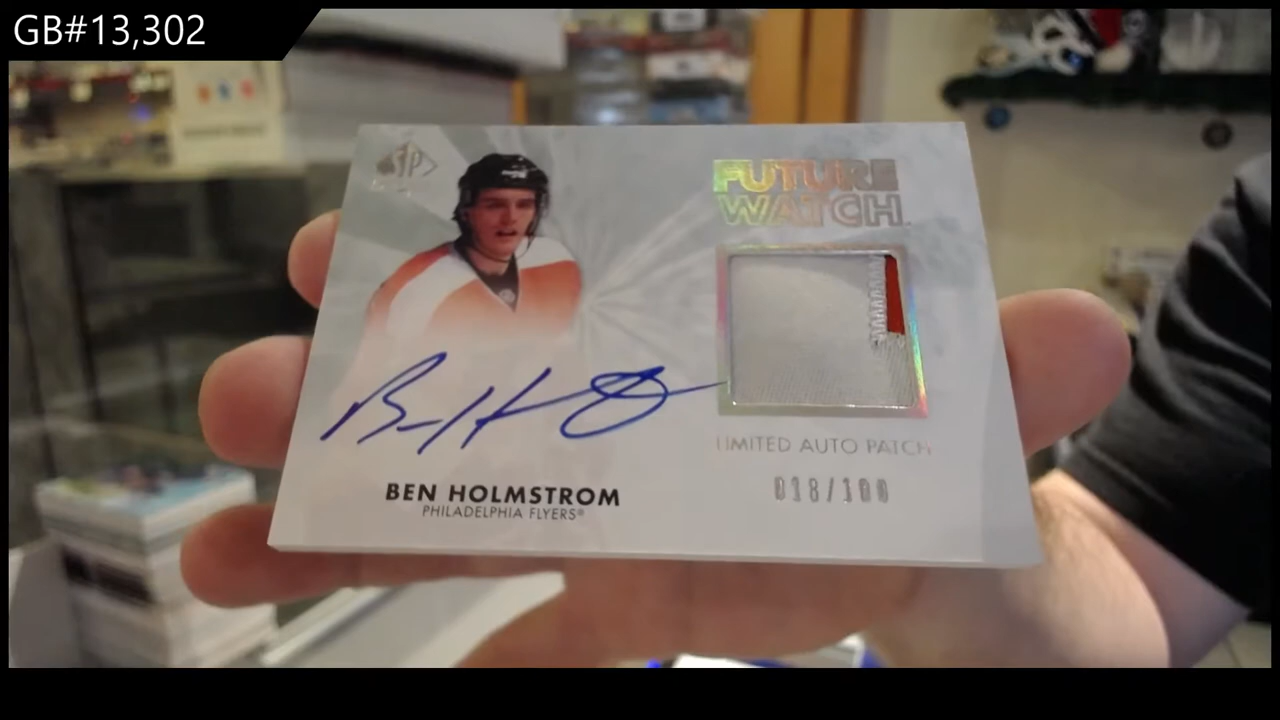 GB#13,302
SP
FUTURE
WATCH
LIMITED AUTO PATCH
018/100
BEN HOLMSTROM
PHILADELPHIA FLYERS®